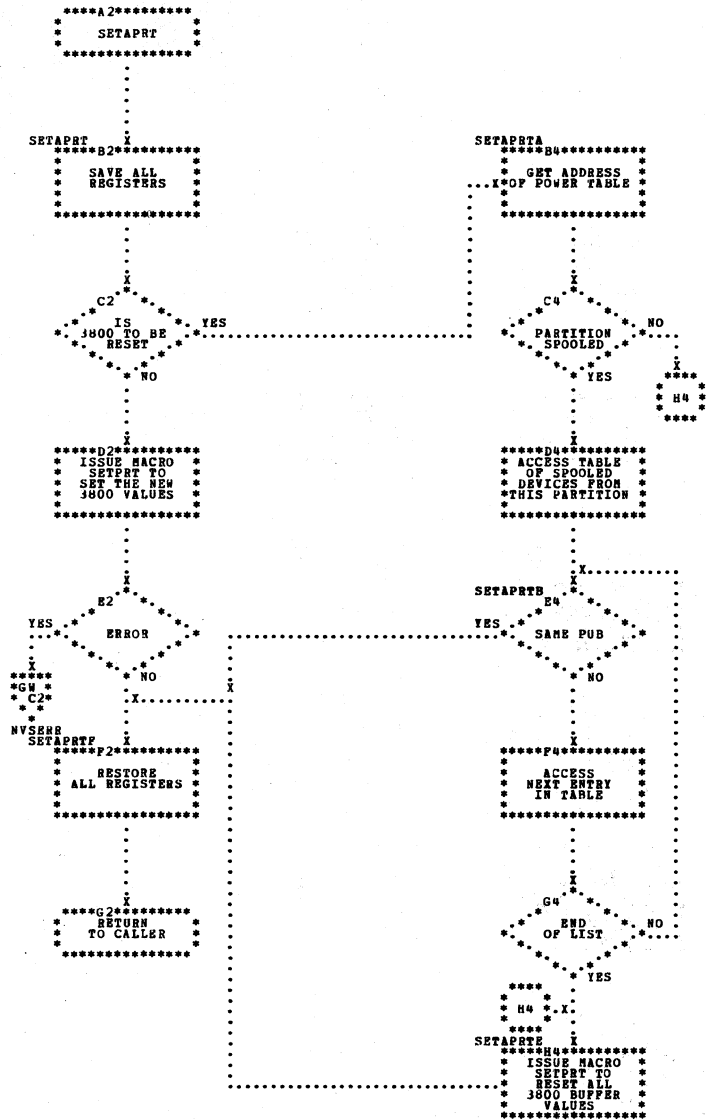 A2
SETAPRT
SETAPRT
B2
SAVE ALL
REGISTERS
C2
IS
3800 TO BE
RESET
YES
NO
D2
ISSUE MACRO
SETPRT TO
SET THE NEW
3800 VALUES
E2
YES
ERROR
NO
GW
C2
NVSERR
SETAPRTF
F2
RESTORE
ALL REGISTERS
G2
RETURN
TO CALLER
SETAPRTA
B4
GET ADDRESS
OF POWER TABLE
C4
PARTITION
SPOOLED
NO
YES
H4
D4
ACCESS TABLE
OF SPOOLED
DEVICES FROM
THIS PARTITION
SETAPRTB
E4
YES
SAME PUB
NO
F4
ACCESS
NEXT ENTRY
IN TABLE
G4
END
OF LIST
NO
YES
H4
SETAPRTE
H4
ISSUE MACRO
SETPRT TO
RESET ALL
3800 BUFFER
VALUES